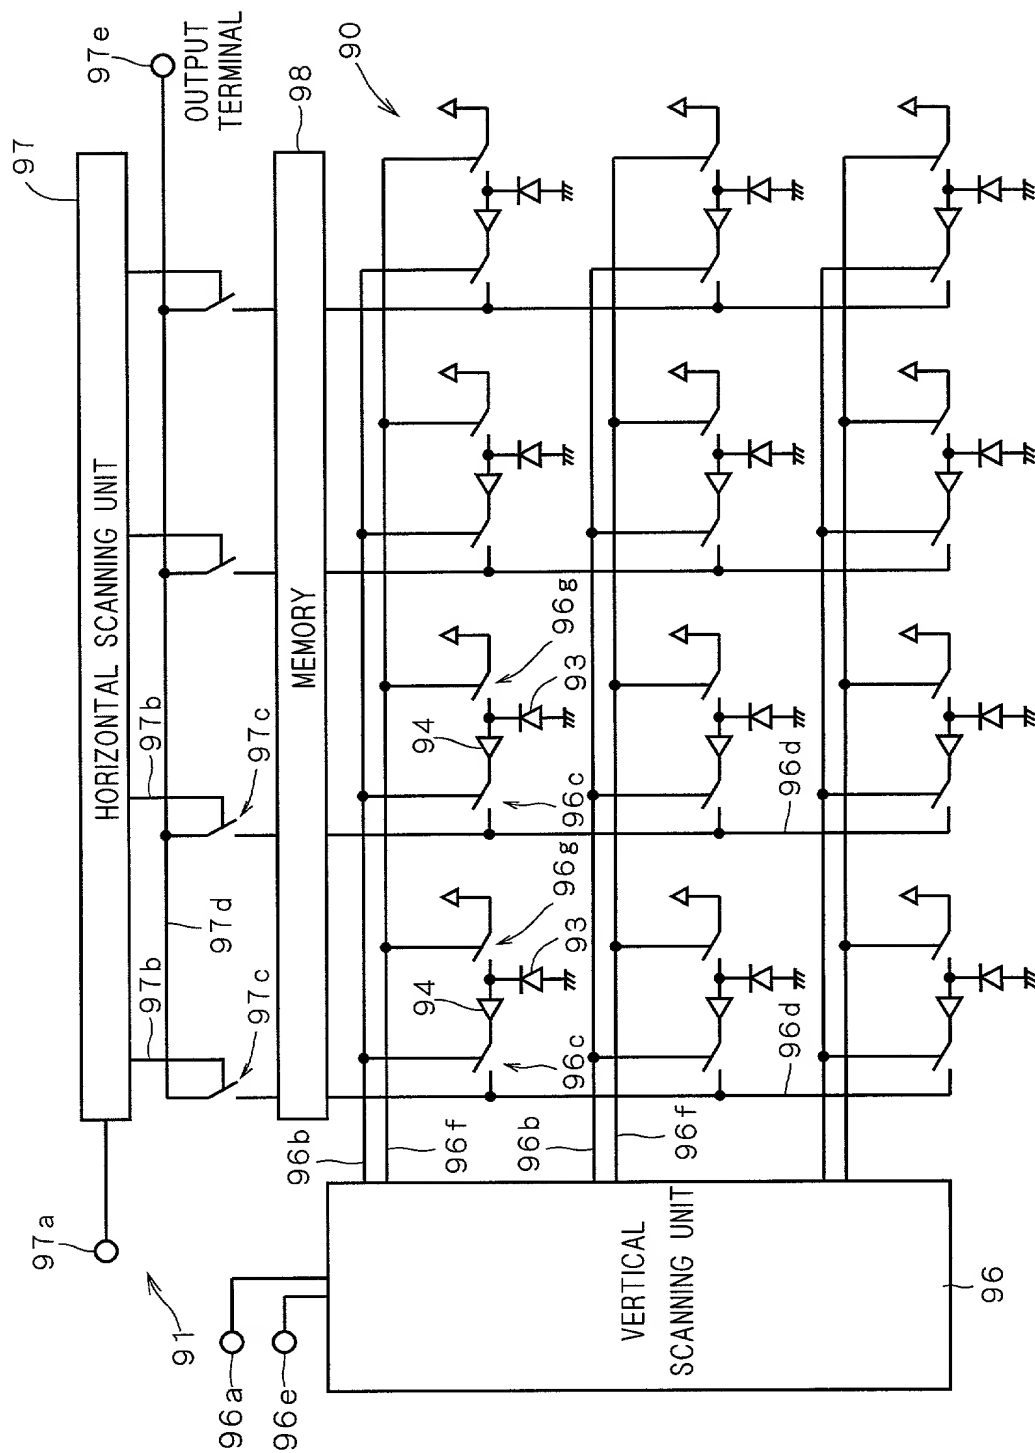 97
97e
OUTPUT
TERMINAL
HORIZONTAL SCANNING UNIT
97a
91
97b
97b
97d
97c
97c
98
MEMORY
90
96a
96e
96b
96f
94
94
96g
96g
93
93
96c
96c
96b
96f
96d
96d
VERTICAL
SCANNING UNIT
96